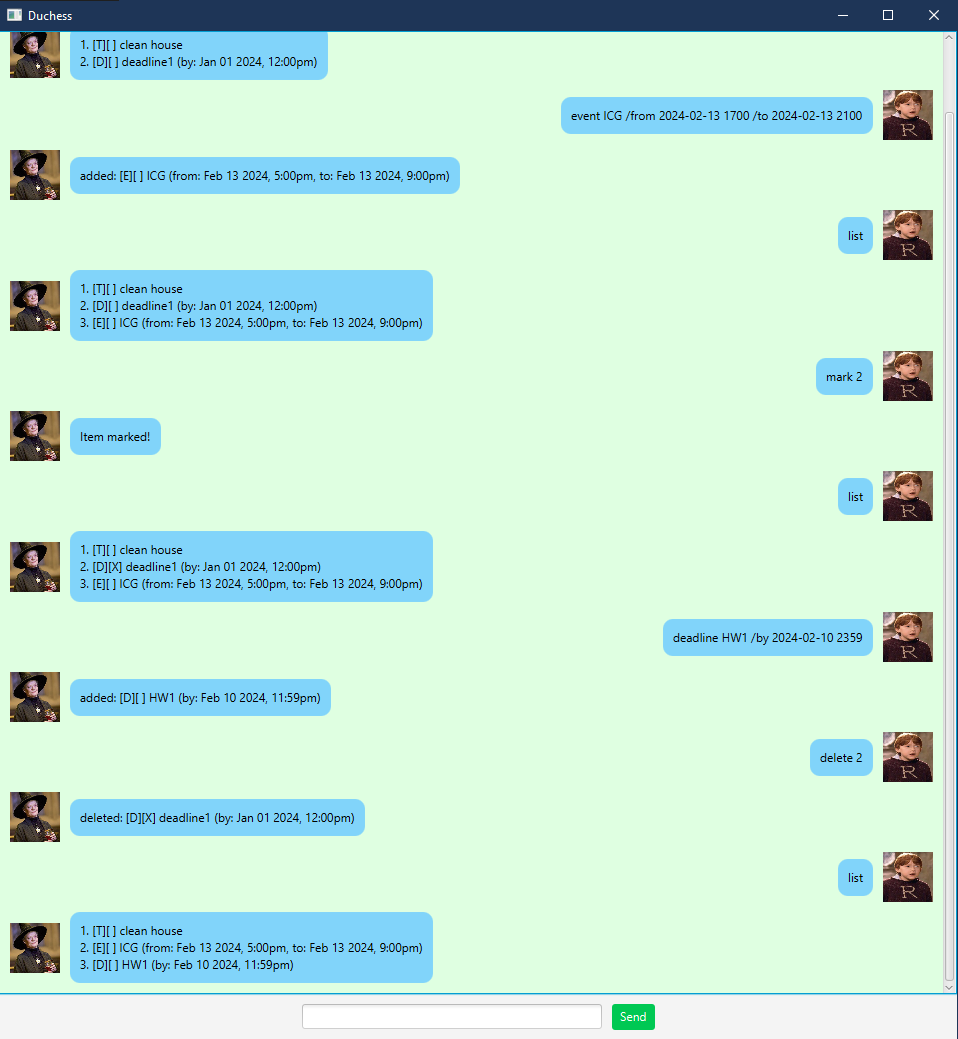 Duchess
1. [T][ ] clean house
2. [D][ ] deadline1 (by: Jan 01 2024, 12:00pm)
event ICG /from 2024-02-13 1700 /to 2024-02-13 2100
added: [E][ ] ICG (from: Feb 13 2024, 5:00pm, to: Feb 13 2024, 9:00pm)
list
1. [T][ ] clean house
2. [D][ ] deadline1 (by: Jan 01 2024, 12:00pm)
3. [E][ ] ICG (from: Feb 13 2024, 5:00pm, to: Feb 13 2024, 9:00pm)
mark 2
Item marked!
list
1. [T][ ] clean house
2. [D][X] deadline1 (by: Jan 01 2024, 12:00pm)
3. [E][ ] ICG (from: Feb 13 2024, 5:00pm, to: Feb 13 2024, 9:00pm)
deadline HW1 /by 2024-02-10 2359
added: [D][ ] HW1 (by: Feb 10 2024, 11:59pm)
delete 2
deleted: [D][X] deadline1 (by: Jan 01 2024, 12:00pm)
list
1. [T][ ] clean house
2. [E][ ] ICG (from: Feb 13 2024, 5:00pm, to: Feb 13 2024, 9:00pm)
3. [D][ ] HW1 (by: Feb 10 2024, 11:59pm)
Send